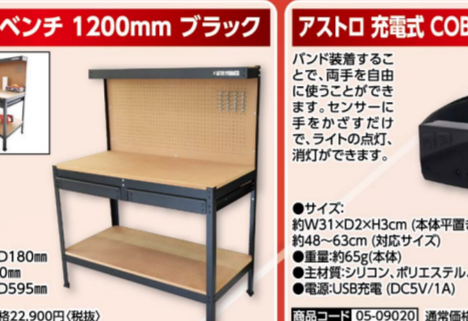 ベンチ 1200mm ブラック
D180mm
0mm
D595mm
格22,900円〈税抜〉
アストロ 充電式 COB
バンド装着するこ
とで、両手を自由
に使うことができ
ます。センサーに
手をかざすだけ
で、ライトの点灯、
消灯ができます。
●サイズ:
約W31×D2×H3cm (本体平置き
約48～63cm (対応サイズ)
●重量:約65g(本体)
●主材質:シリコン、ポリエステル、
●電源:USB充電 (DC5V/1A)
商品コード 05-09020 通常価格